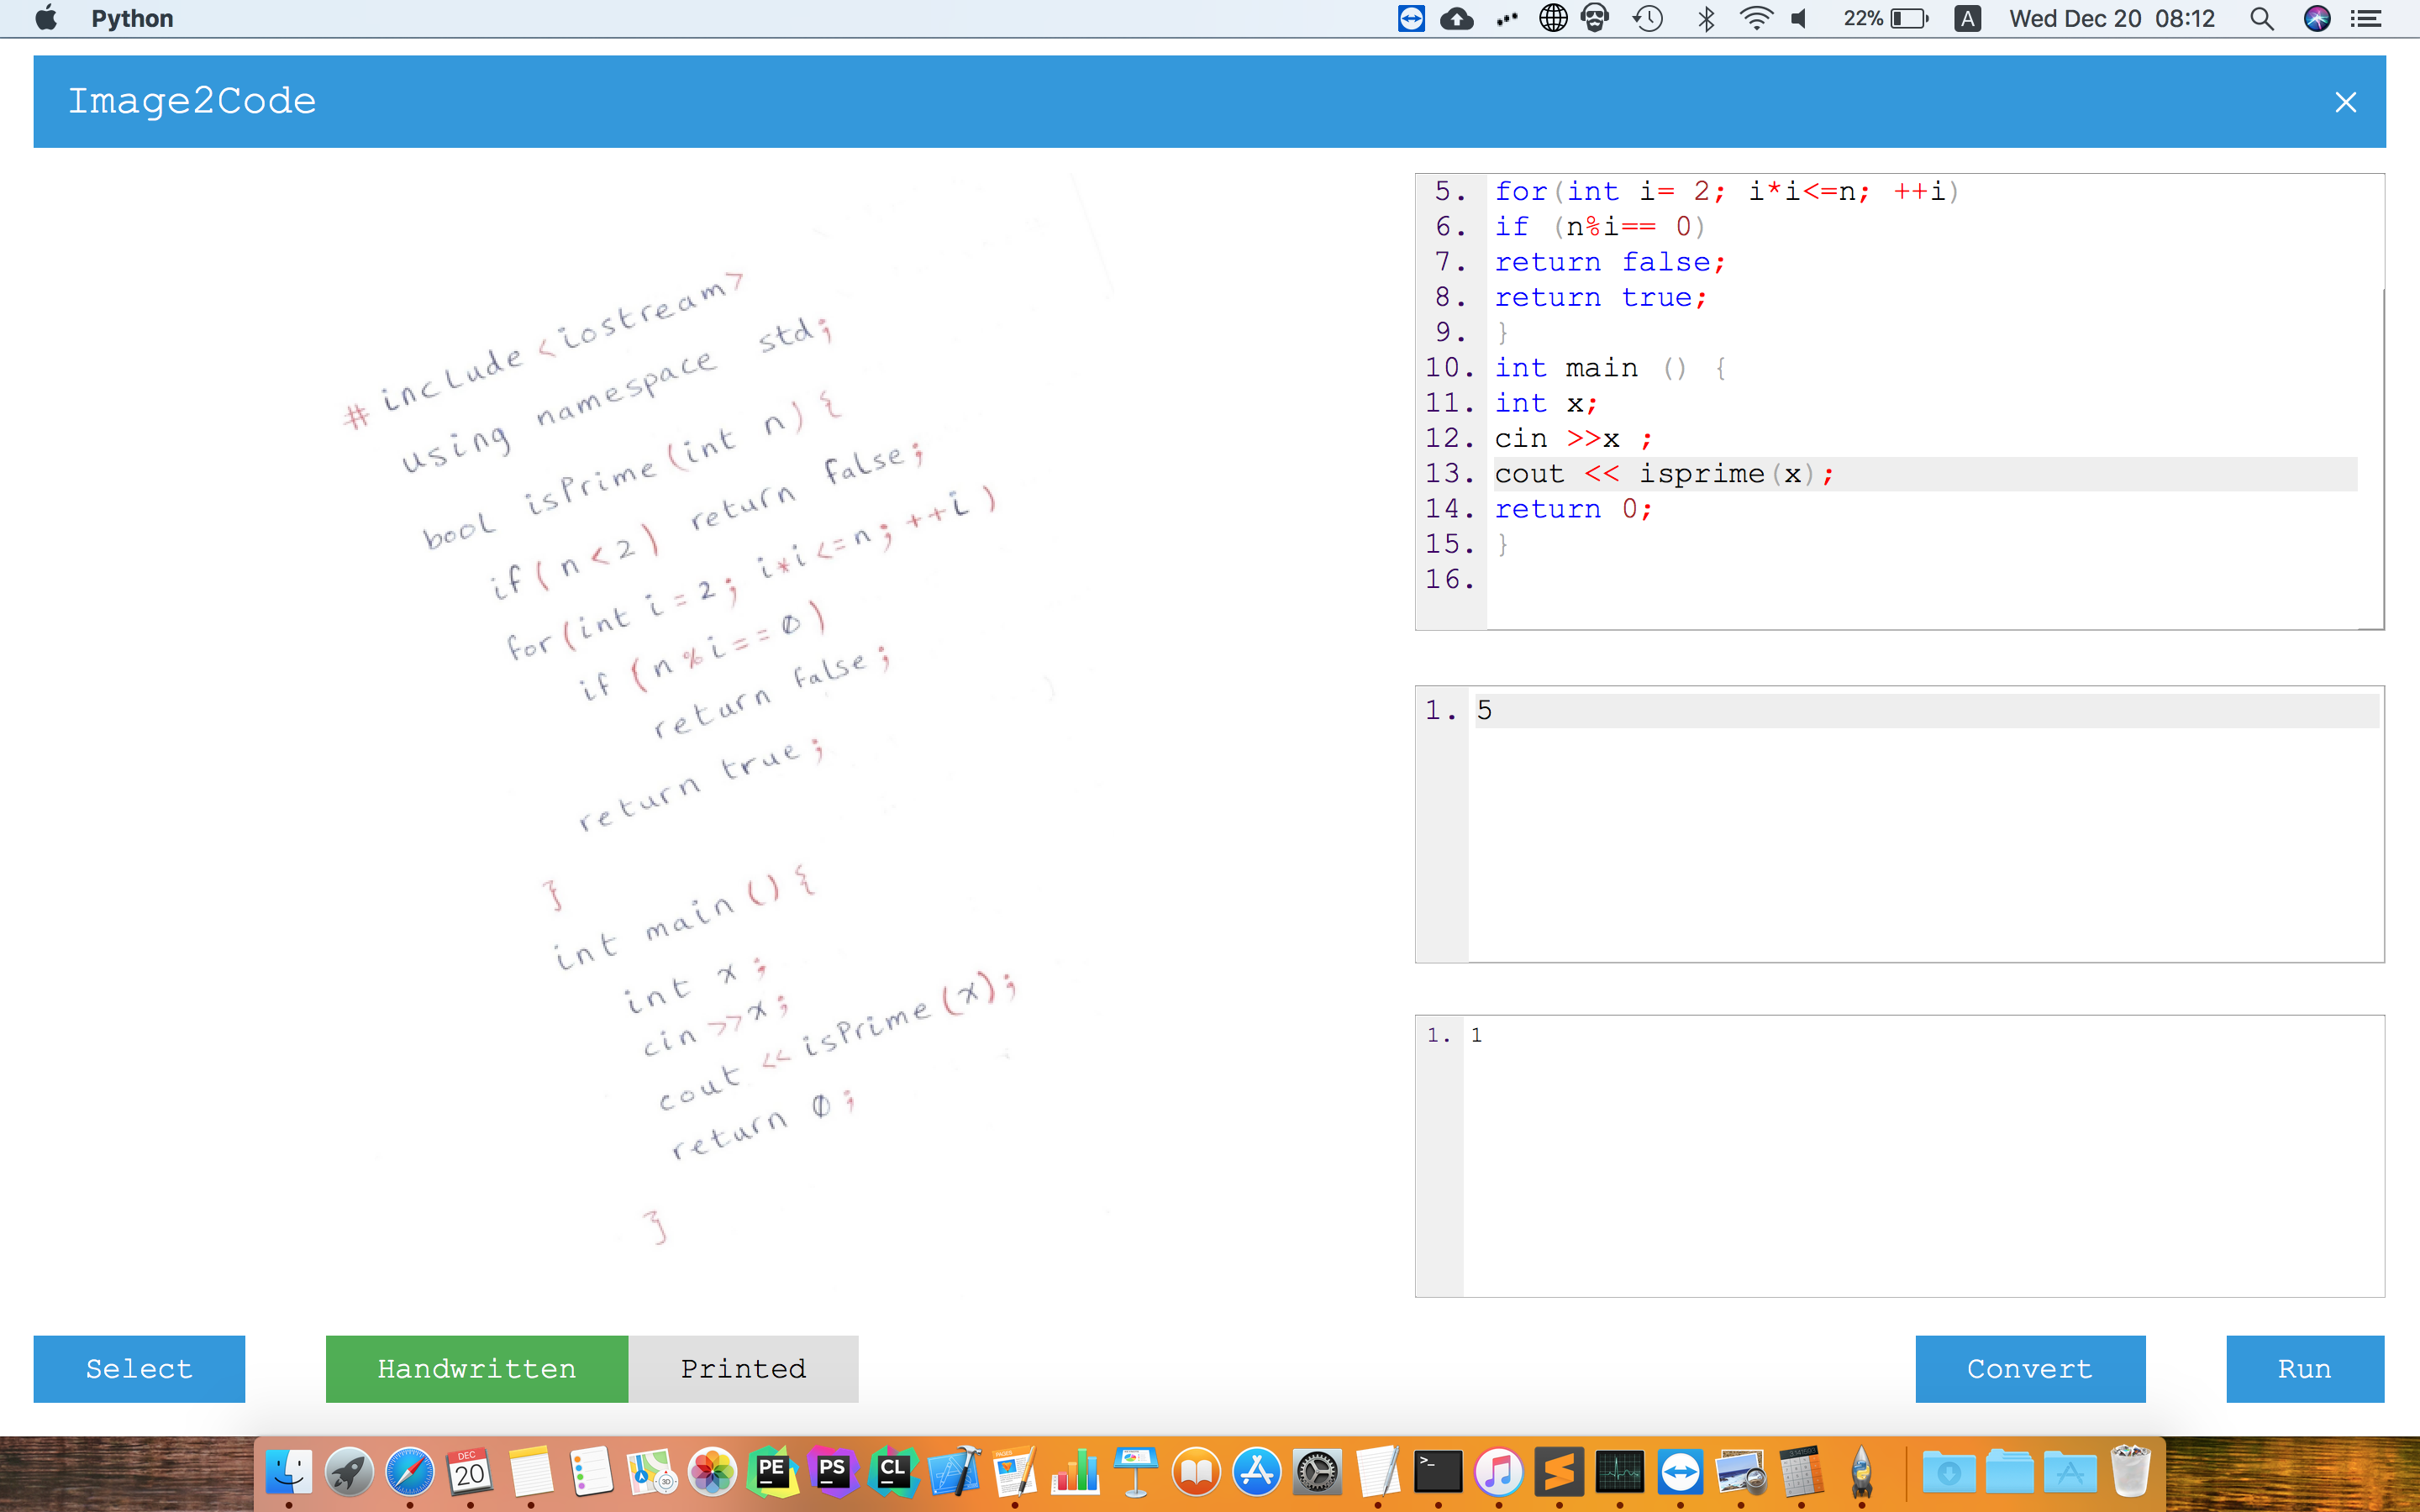 Python
22%
A
Wed Dec 20 08:12
Image2Code
# include <iostream>
using namespace std;
bool isPrime (int n) {
if (n < 2) return false;
for (int i = 2; i*i <= n; ++i )
if (n % i == 0)
return false;
return true;
}
int main () {
int x;
cin >> x;
cout << isPrime (x);
return 0;
}
5. for(int i= 2; i*i<=n; ++i)
6. if (n%i== 0)
7. return false;
8. return true;
9. }
10. int main () {
11. int x;
12. cin >>x ;
13. cout << isprime(x);
14. return 0;
15. }
16.
1. 5
1. 1
Select
Handwritten
Printed
Convert
Run
DEC
20
3D
PE
PS
CL
PAGES
>_